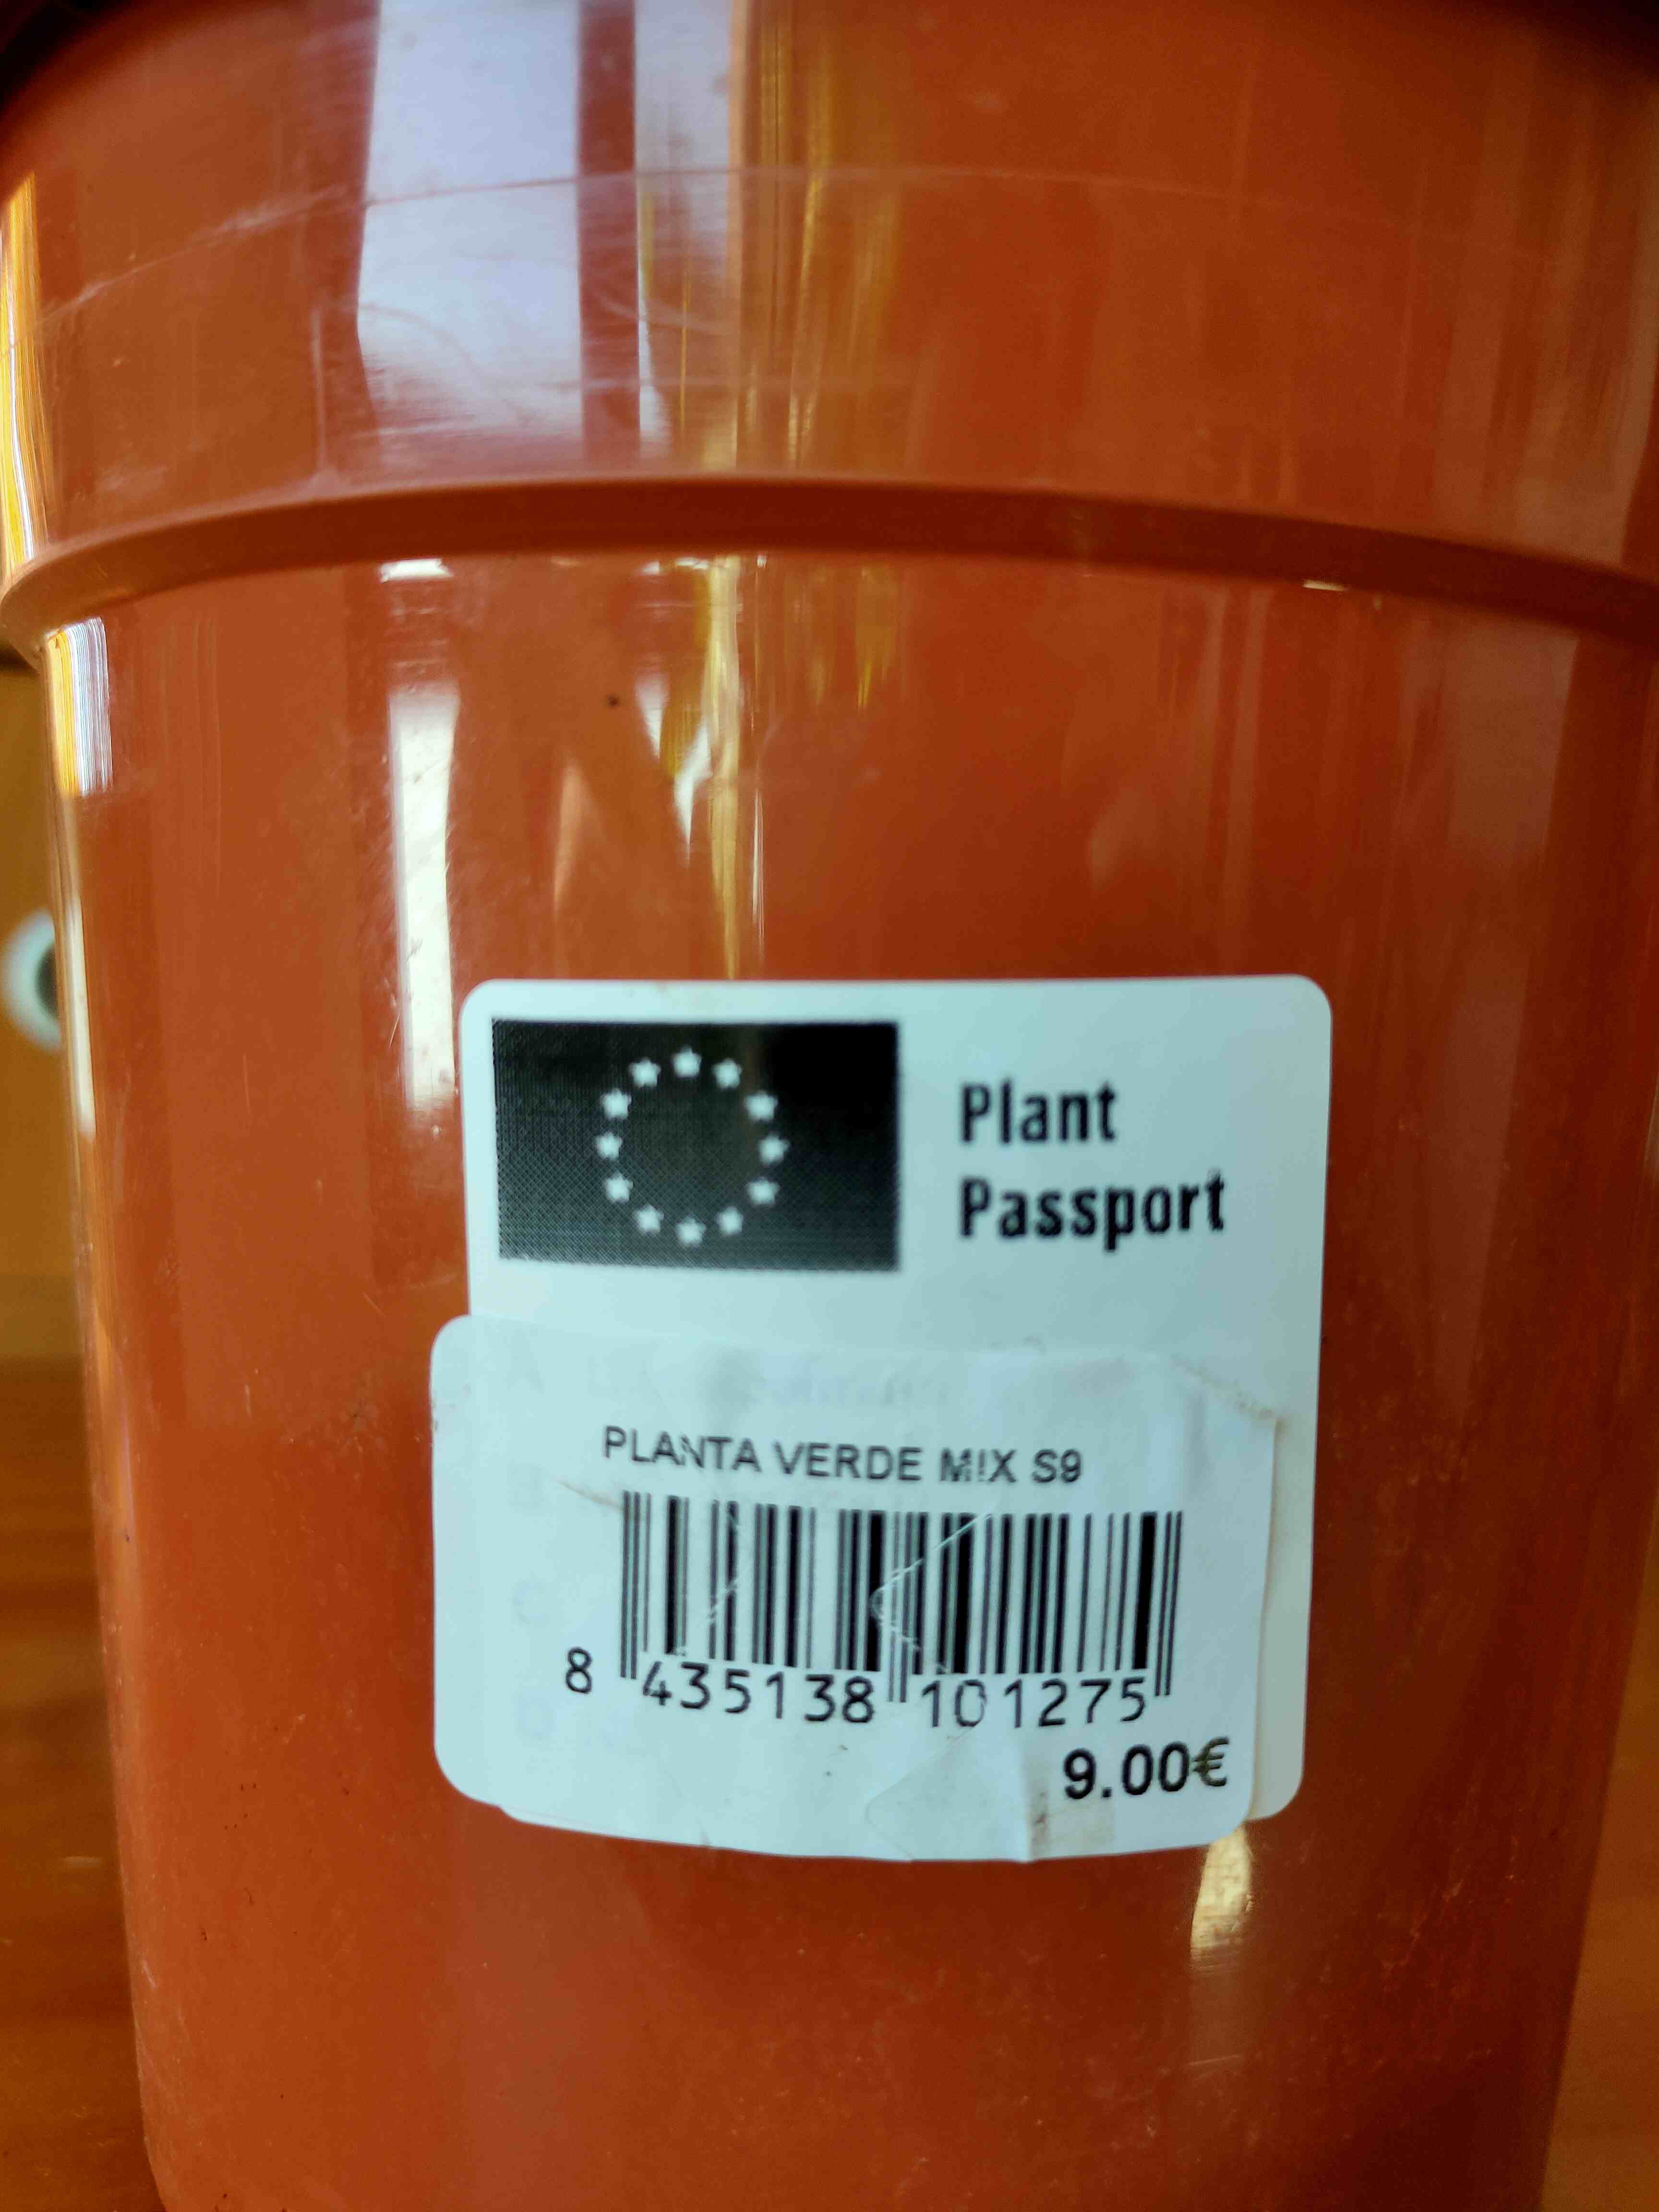 Plant
Passport
PLANTA VERDE MIX S9
8 435138 101275
9.00€